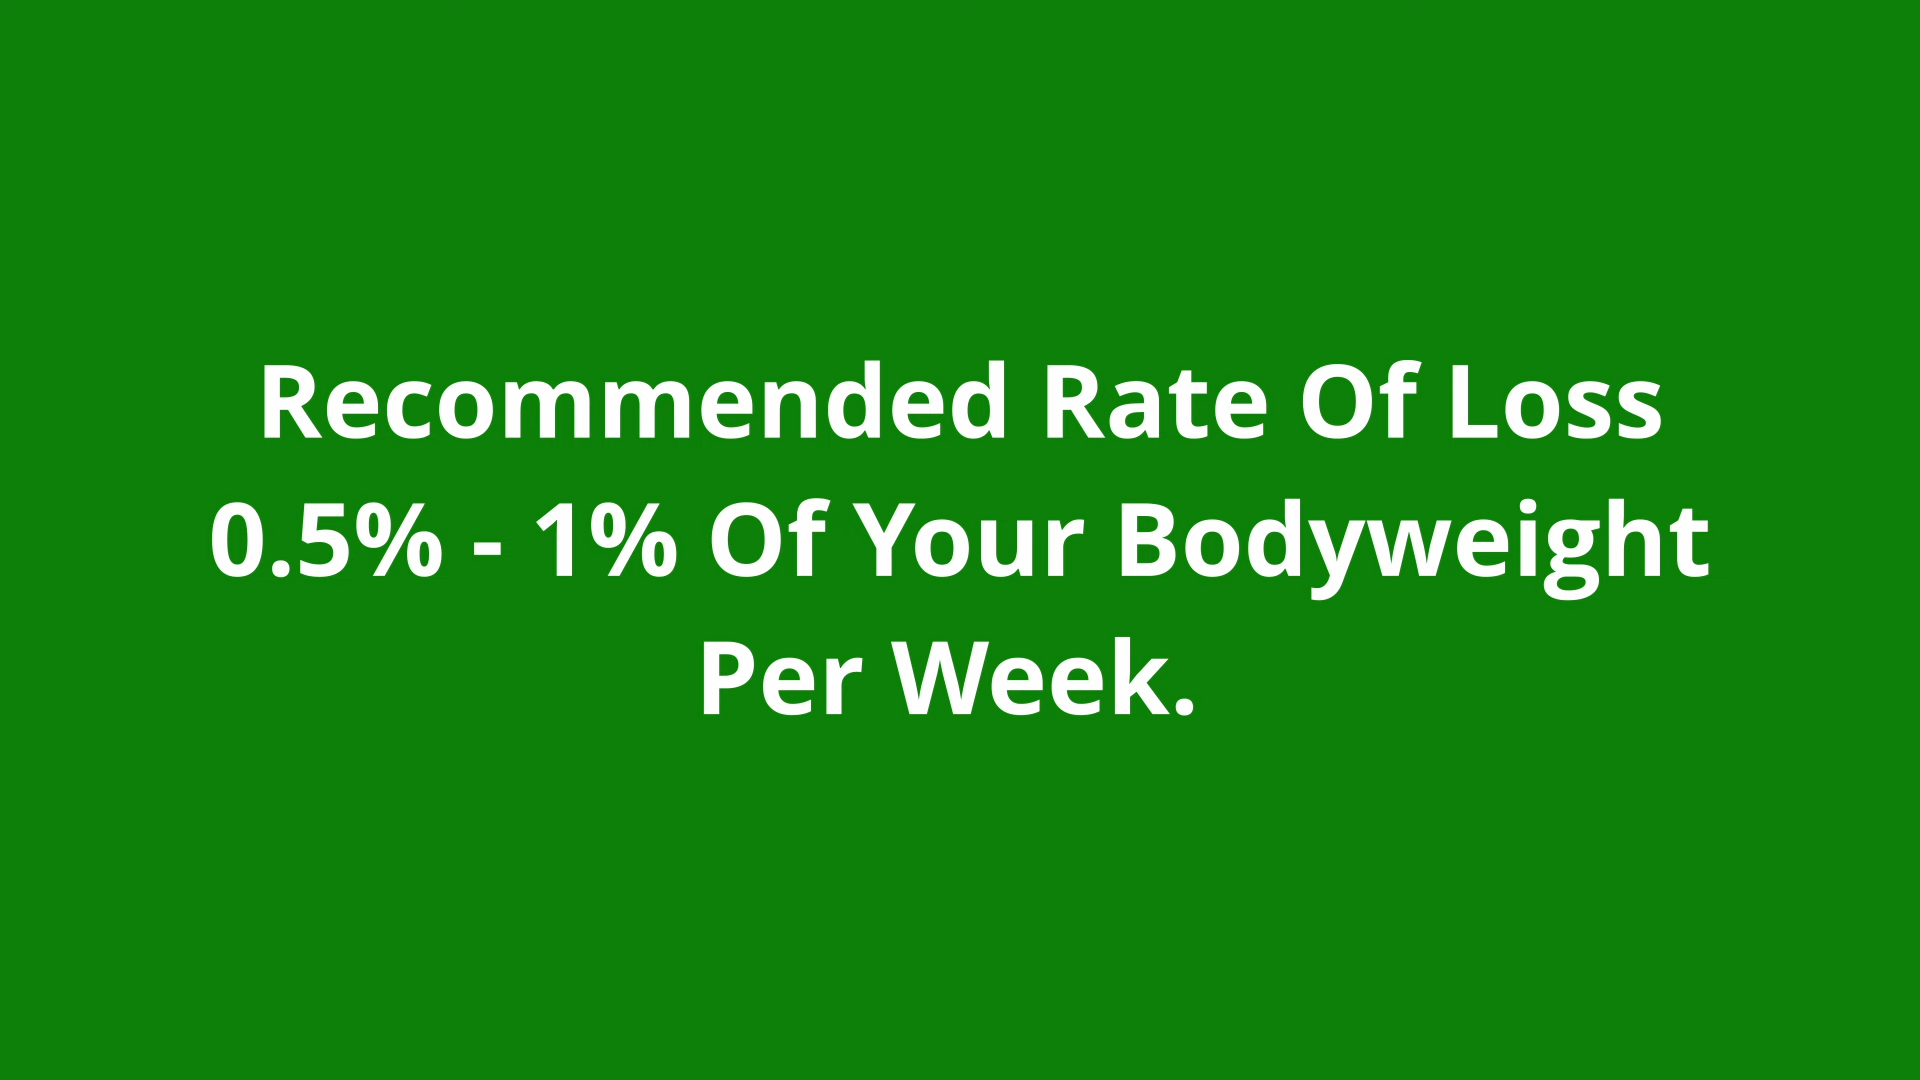 Recommended Rate Of Loss
0.5% - 1% Of Your Bodyweight
Per Week.